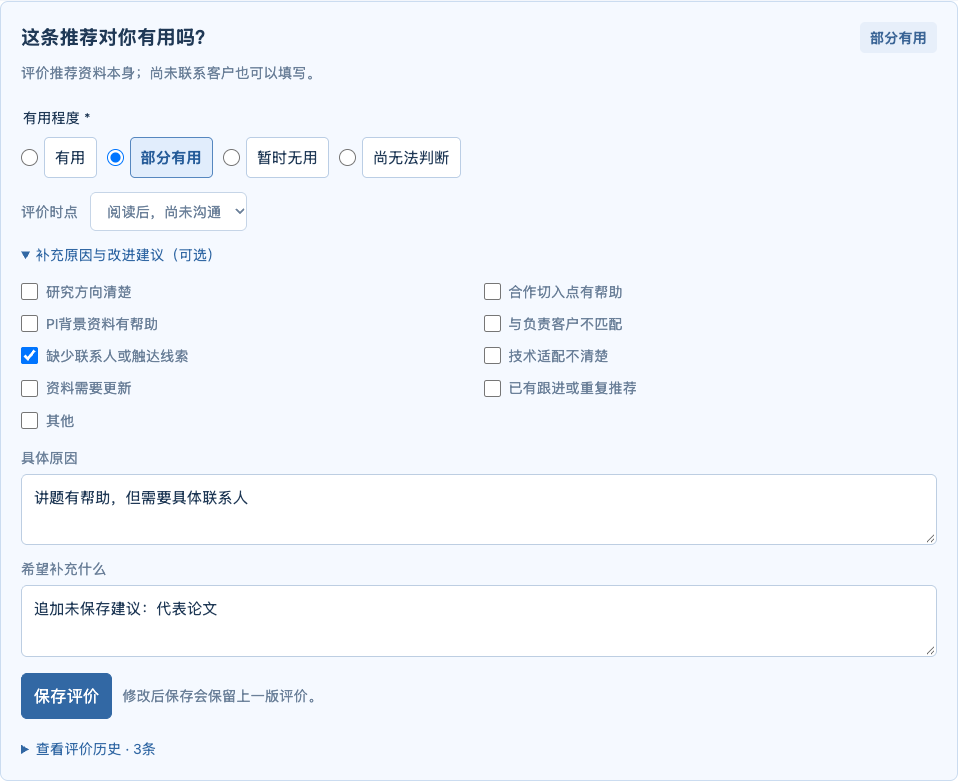 这条推荐对你有用吗?
部分有用
评价推荐资料本身；尚未联系客户也可以填写。
有用程度 *
有用 部分有用 暂时无用 尚无法判断
评价时点 阅读后，尚未沟通
▼ 补充原因与改进建议（可选）
研究方向清楚 合作切入点有帮助
PI背景资料有帮助 与负责客户不匹配
缺少联系人或触达线索 技术适配不清楚
资料需要更新 已有跟进或重复推荐
其他
具体原因
讲题有帮助，但需要具体联系人
希望补充什么
追加未保存建议：代表论文
保存评价 修改后保存会保留上一版评价。
▶ 查看评价历史 · 3条